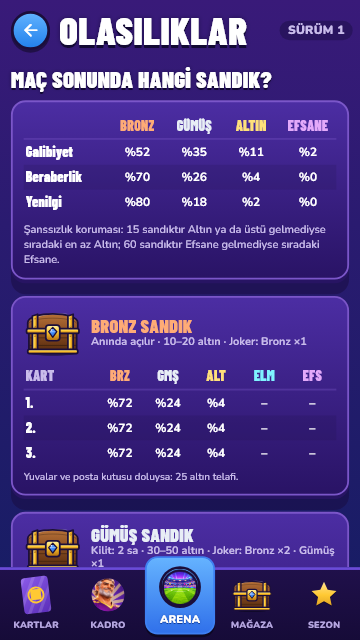 OLASILIKLAR
SÜRÜM 1
MAÇ SONUNDA HANGİ SANDIK?
BRONZ GÜMÜŞ ALTIN EFSANE
Galibiyet %52 %35 %11 %2
Beraberlik %70 %26 %4 %0
Yenilgi %80 %18 %2 %0
Şanssızlık koruması: 15 sandıktır Altın ya da üstü gelmediyse
sıradaki en az Altın; 60 sandıktır Efsane gelmediyse sıradaki
Efsane.
BRONZ SANDIK
Anında açılır · 10–20 altın · Joker: Bronz ×1
KART BRZ GMŞ ALT ELM EFS
1. %72 %24 %4 – –
2. %72 %24 %4 – –
3. %72 %24 %4 – –
Yuvalar ve posta kutusu doluysa: 25 altın telafi.
GÜMÜŞ SANDIK
Kilit: 2 sa · 30–50 altın · Joker: Bronz ×2 · Gümüş
×1
KARTLAR KADRO ARENA MAĞAZA SEZON